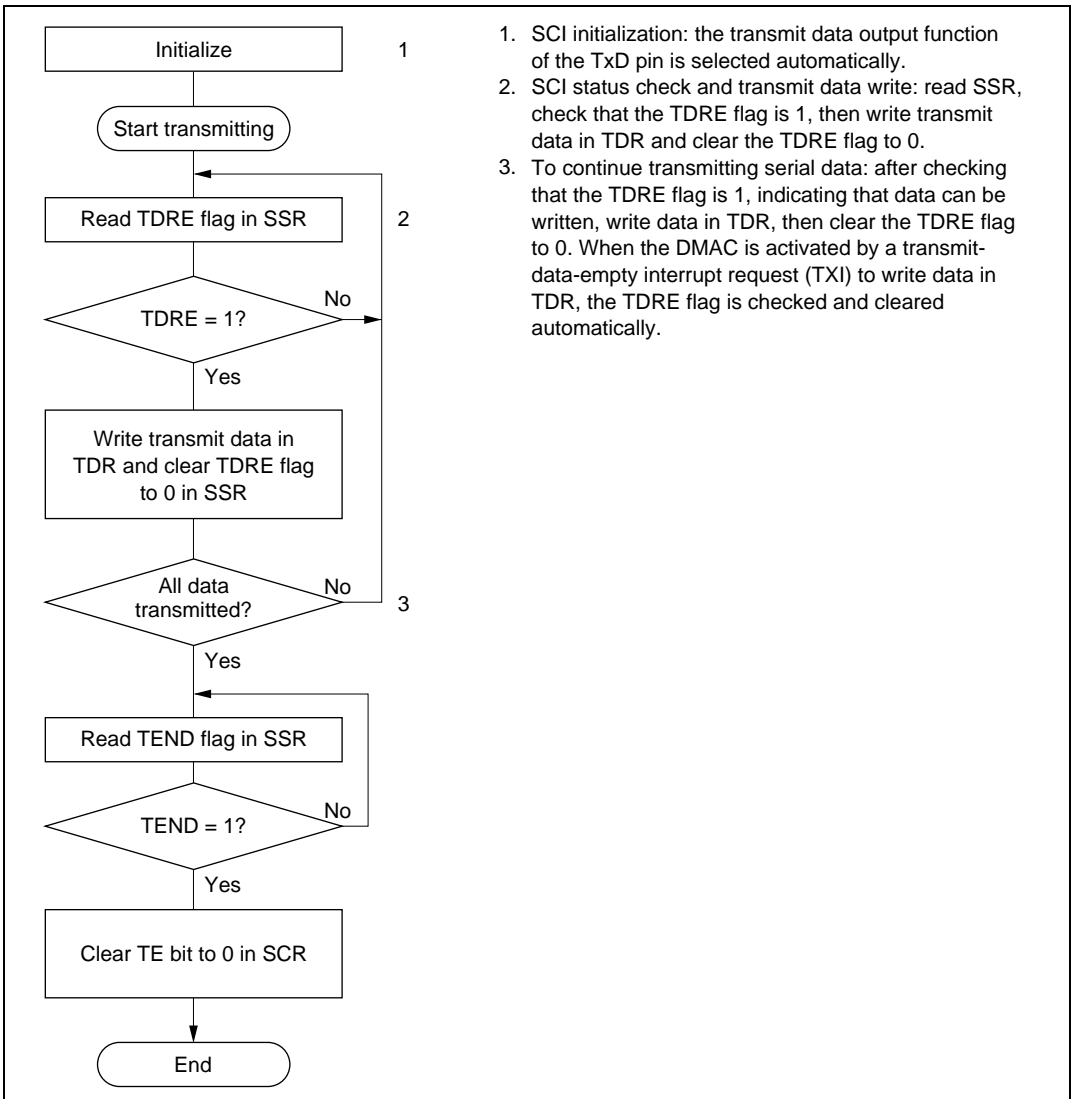 Initialize
1
Start transmitting
Read TDRE flag in SSR
2
TDRE = 1?
No
Yes
Write transmit data in
TDR and clear TDRE flag
to 0 in SSR
All data
transmitted?
No
3
Yes
Read TEND flag in SSR
TEND = 1?
No
Yes
Clear TE bit to 0 in SCR
End
1. SCI initialization: the transmit data output function
of the TxD pin is selected automatically.
2. SCI status check and transmit data write: read SSR,
check that the TDRE flag is 1, then write transmit
data in TDR and clear the TDRE flag to 0.
3. To continue transmitting serial data: after checking
that the TDRE flag is 1, indicating that data can be
written, write data in TDR, then clear the TDRE flag
to 0. When the DMAC is activated by a transmit-
data-empty interrupt request (TXI) to write data in
TDR, the TDRE flag is checked and cleared
automatically.